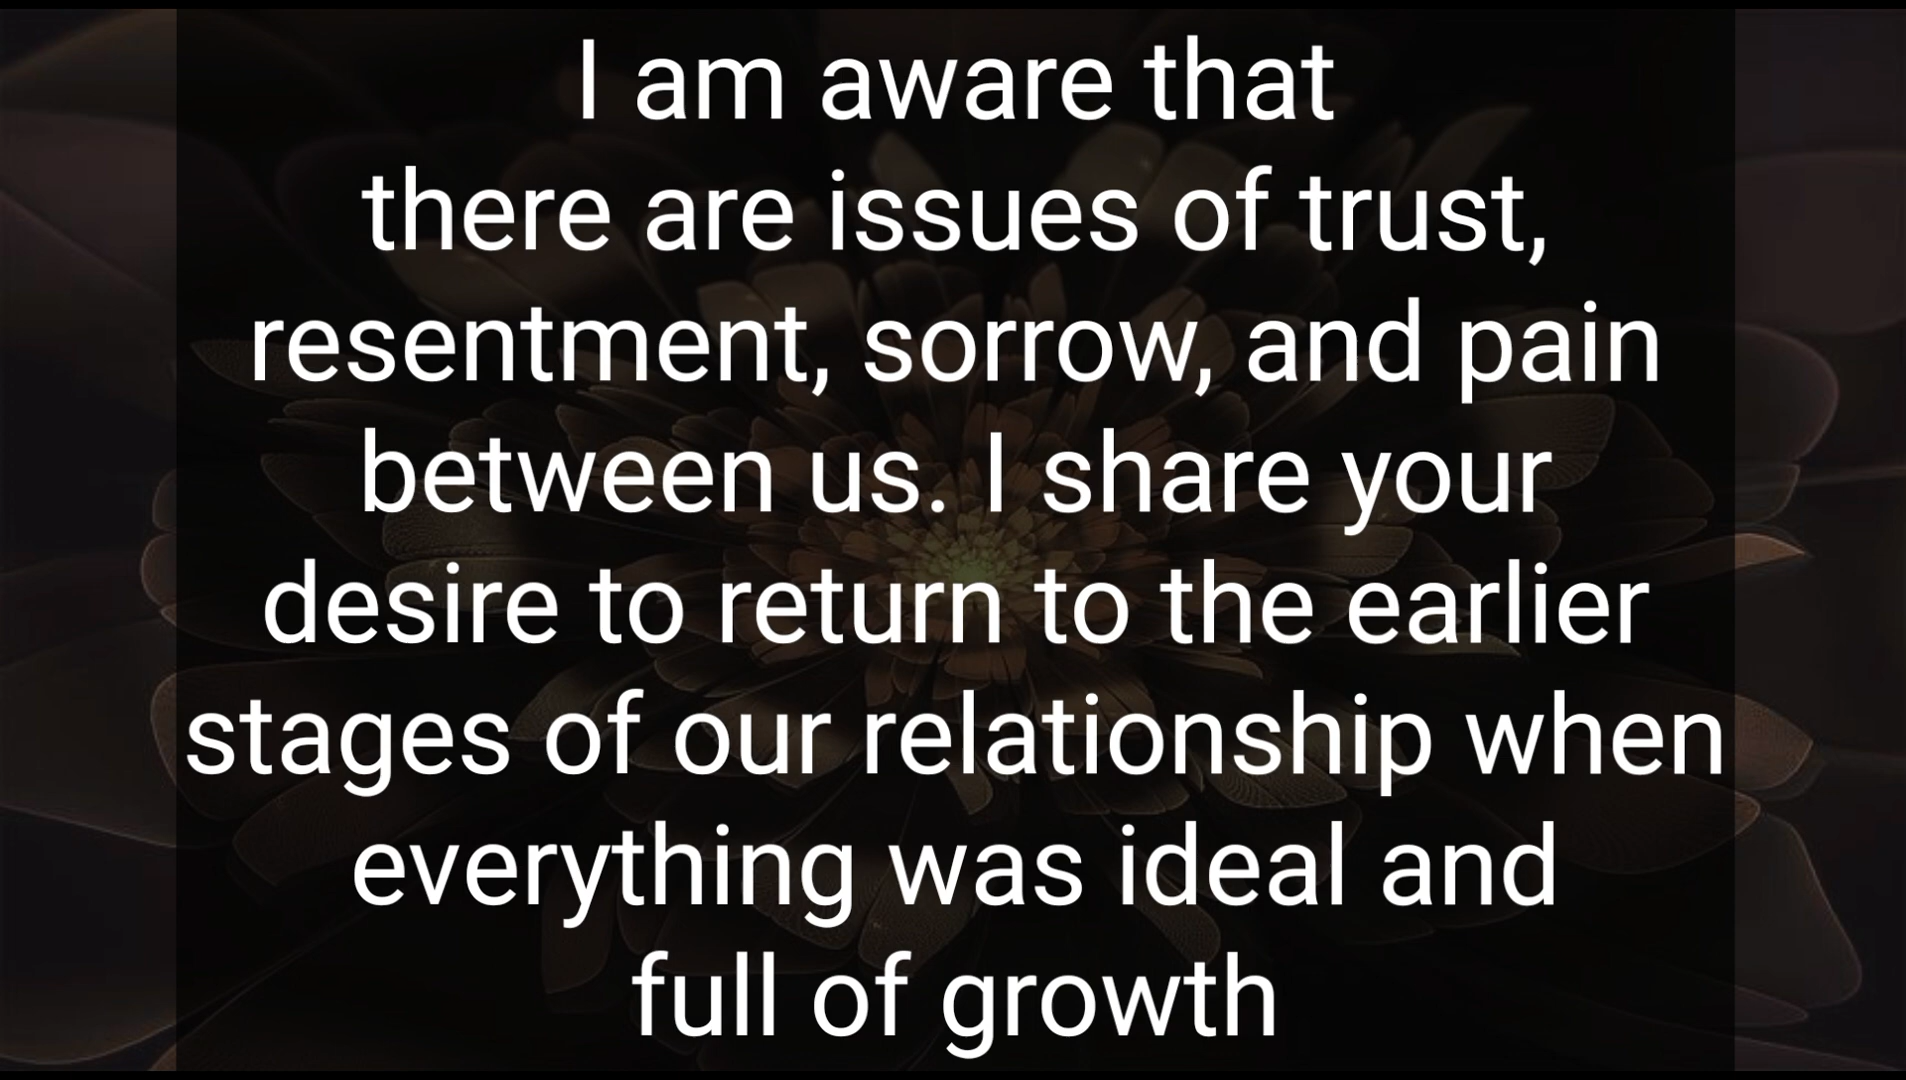 I am aware that
there are issues of trust,
resentment, sorrow, and pain
between us. I share your
desire to return to the earlier
stages of our relationship when
everything was ideal and
full of growth